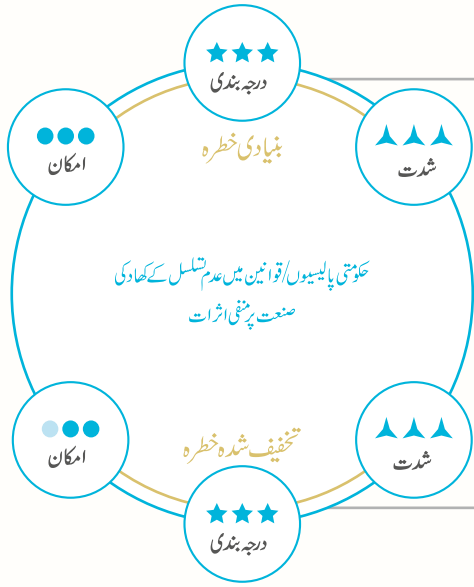 درجہ بندی
شدت
امکان
بنیادی خطرہ
حکومتی پالیسیوں/قوانین میں عدم تسلسل کے کھاد کی
صنعت پر منفی اثرات
تخفیف شدہ خطرہ
شدت
امکان
درجہ بندی